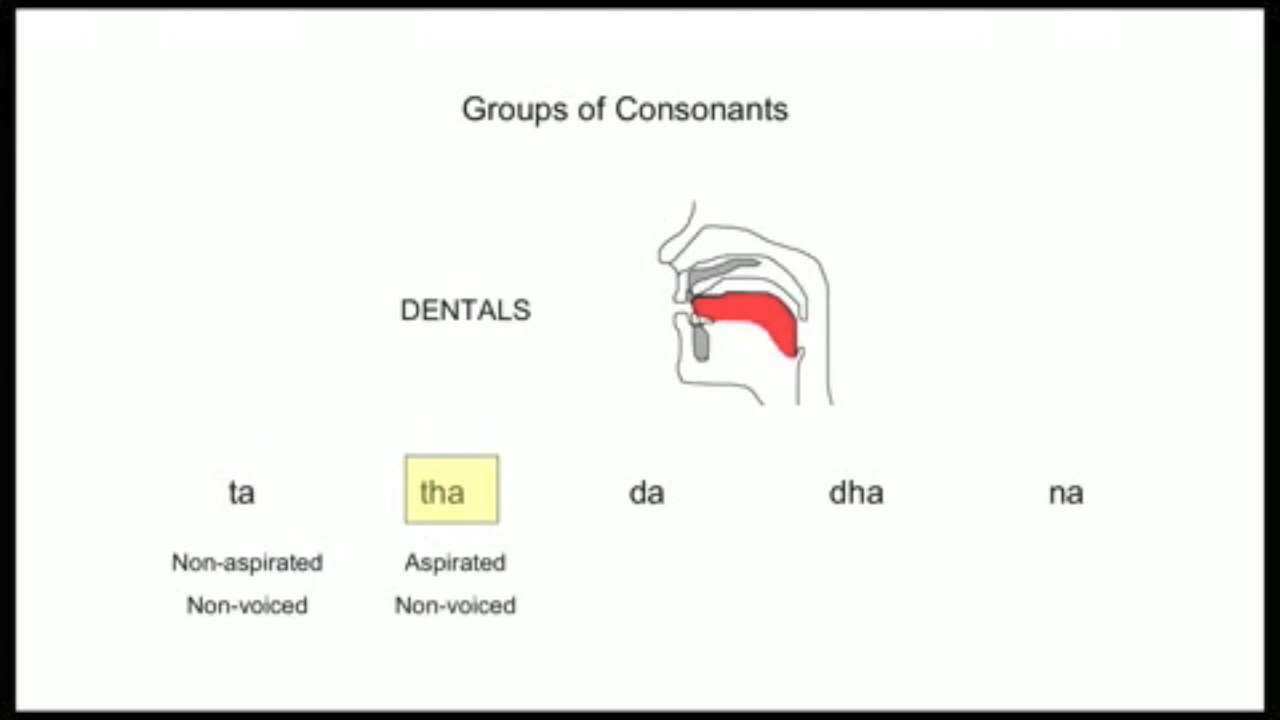 Groups of Consonants
DENTALS
ta tha da dha na
Non-aspirated Aspirated
Non-voiced Non-voiced